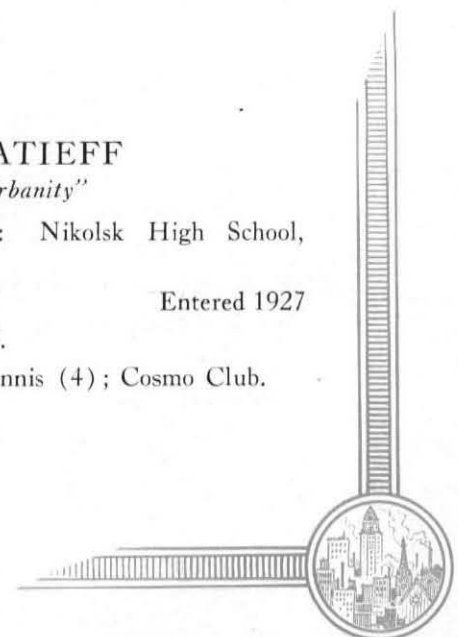 ATIEFF
rbanity”
: Nikolsk High School,
Entered 1927
.
nnis (4); Cosmo Club.